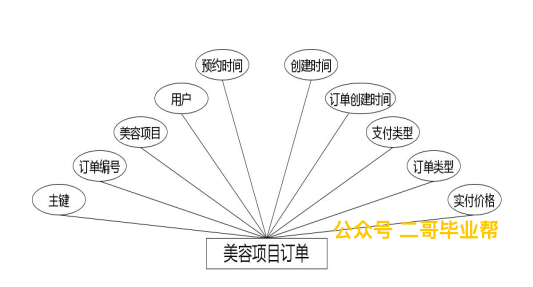 预约时间
创建时间
用户
订单创建时间
美容项目
支付类型
订单编号
订单类型
主键
实付价格
公众号 二哥毕业帮
美容项目订单